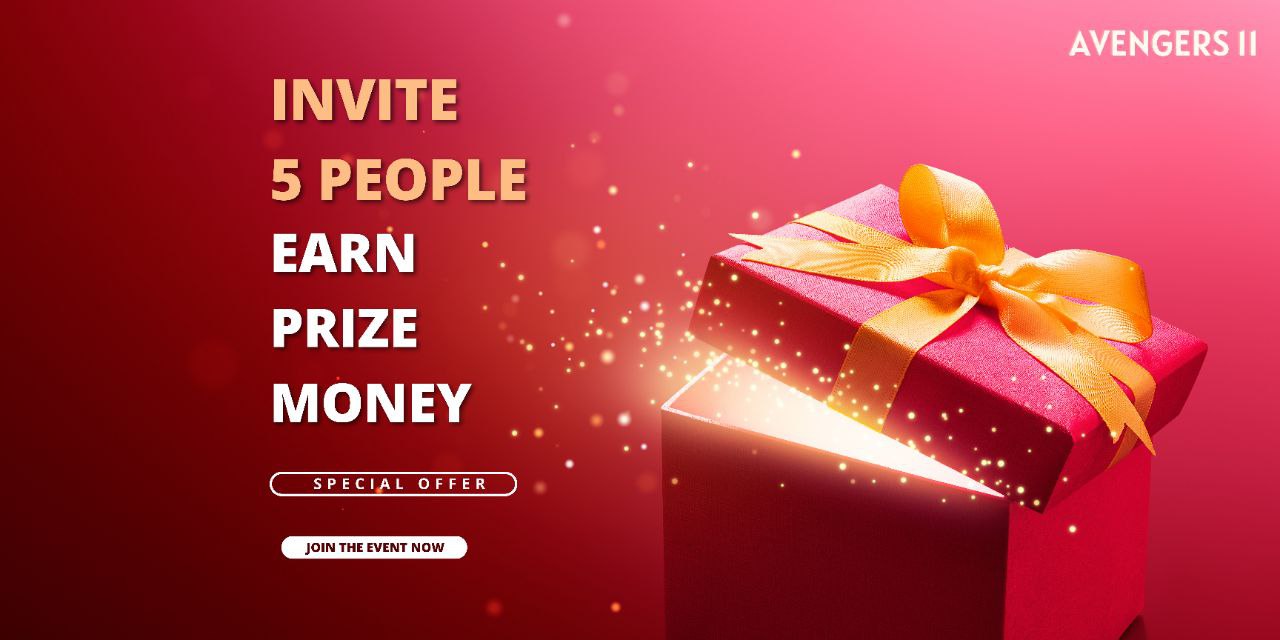 AVENGERS II
INVITE
5 PEOPLE
EARN
PRIZE
MONEY
SPECIAL OFFER
JOIN THE EVENT NOW